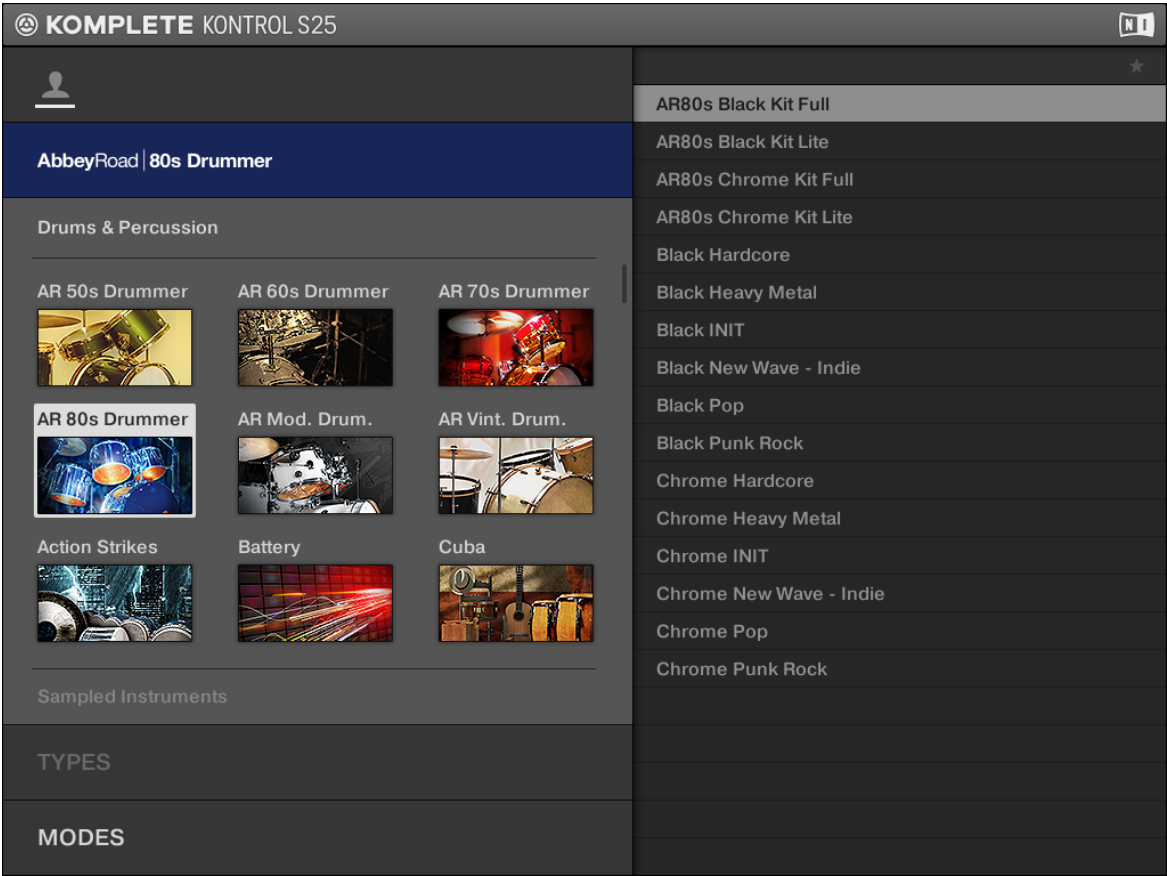 KOMPLETE KONTROL S25
NI
AbbeyRoad | 80s Drummer
Drums & Percussion
AR 50s Drummer
AR 60s Drummer
AR 70s Drummer
AR 80s Drummer
AR Mod. Drum.
AR Vint. Drum.
Action Strikes
Battery
Cuba
Sampled Instruments
TYPES
MODES
AR80s Black Kit Full
AR80s Black Kit Lite
AR80s Chrome Kit Full
AR80s Chrome Kit Lite
Black Hardcore
Black Heavy Metal
Black INIT
Black New Wave - Indie
Black Pop
Black Punk Rock
Chrome Hardcore
Chrome Heavy Metal
Chrome INIT
Chrome New Wave - Indie
Chrome Pop
Chrome Punk Rock